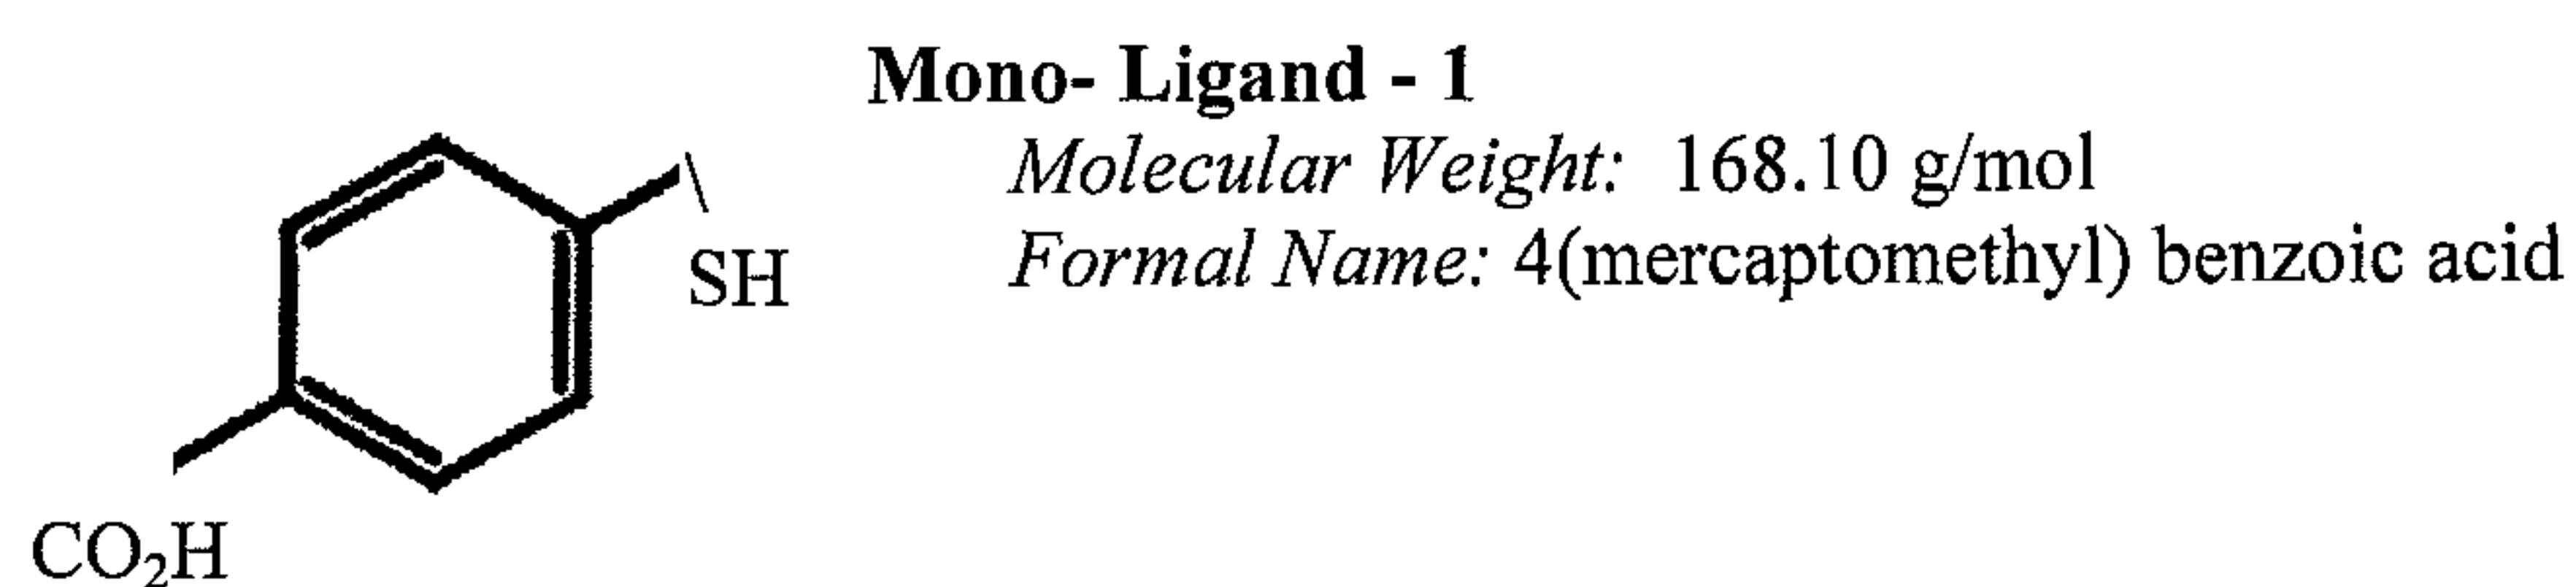 Mono- Ligand - 1
Molecular Weight: 168.10 g/mol
Formal Name: 4(mercaptomethyl) benzoic acid
SH
CO₂H